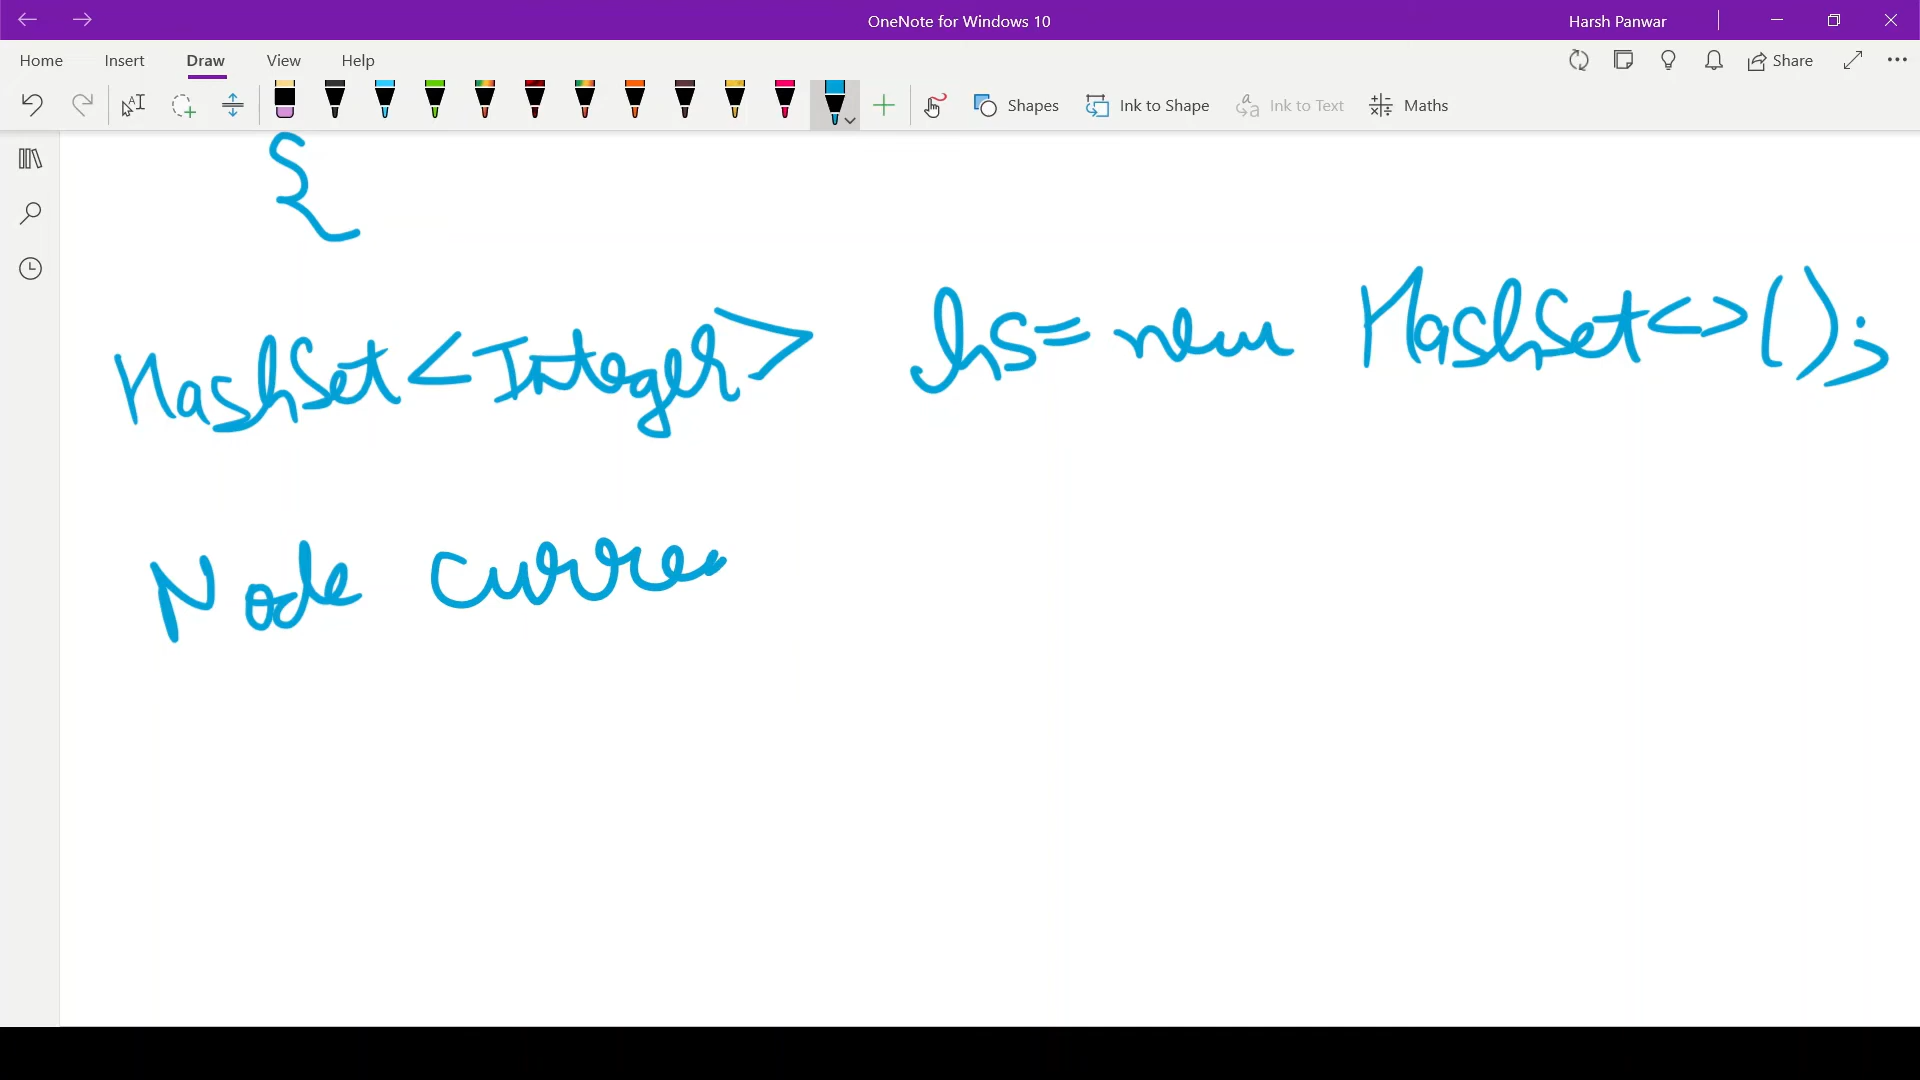 OneNote for Windows 10
Harsh Panwar
Home Insert Draw View Help
Share
Shapes Ink to Shape Ink to Text Maths
{
HashSet<Integer> hs=new HashSet<>();
Node curre